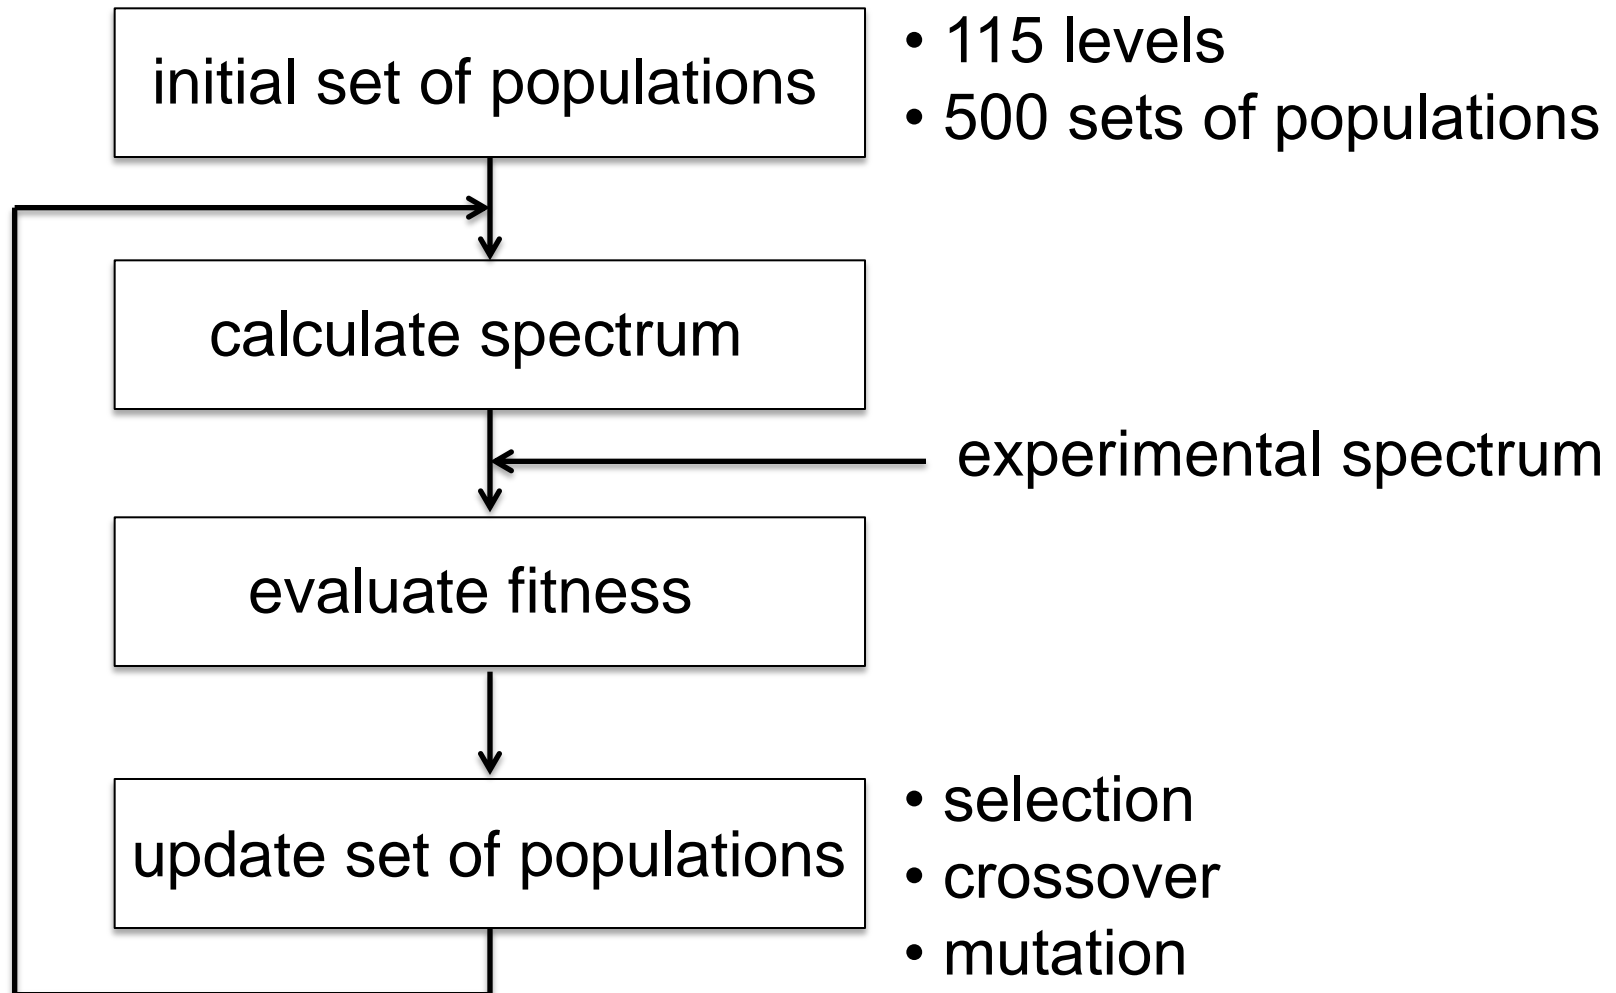 initial set of populations
• 115 levels
• 500 sets of populations
calculate spectrum
experimental spectrum
evaluate fitness
update set of populations
• selection
• crossover
• mutation